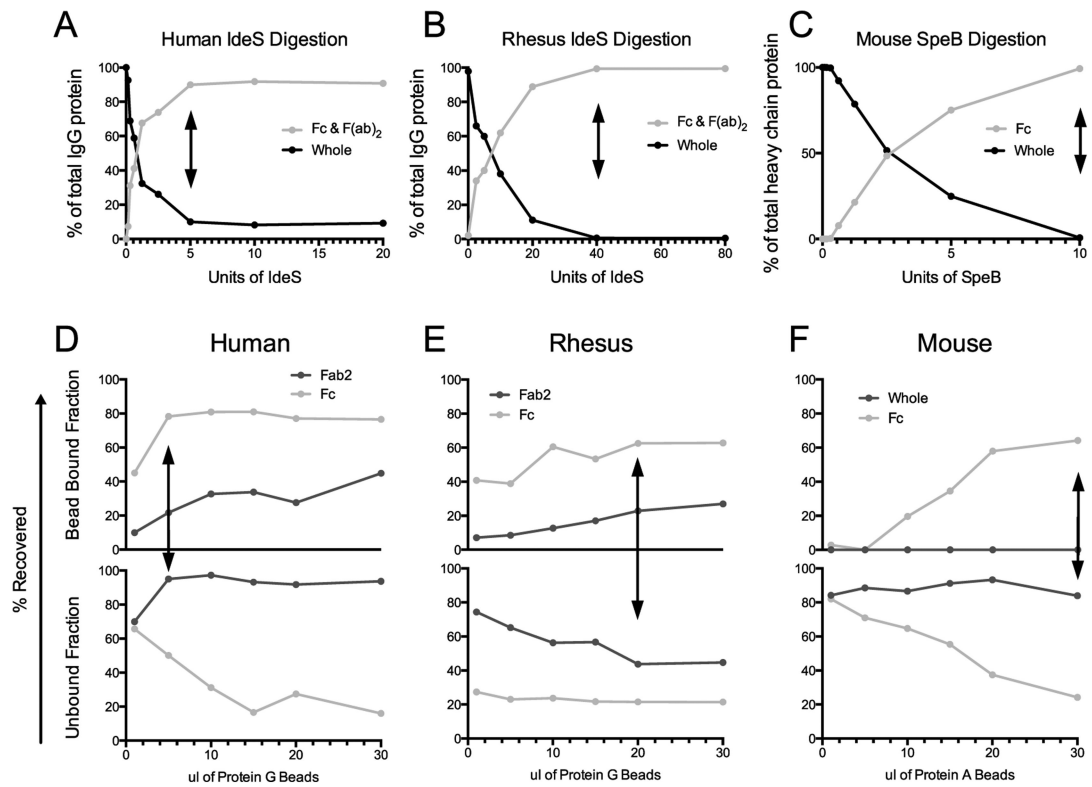 A
Human IdeS Digestion
% of total IgG protein
100
80
60
40
20
0
Fc & F(ab)2
Whole
0
5
10
15
20
Units of IdeS
B
Rhesus IdeS Digestion
% of total IgG protein
100
80
60
40
20
0
Fc & F(ab)2
Whole
0
20
40
60
80
Units of IdeS
C
Mouse SpeB Digestion
% of total heavy chain protein
100
50
0
Fc
Whole
0
5
10
Units of SpeB
% Recovered
D
Human
Fab2
Fc
Bead Bound Fraction
100
80
60
40
20
0
Unbound Fraction
100
80
60
40
20
0
0
10
20
30
ul of Protein G Beads
E
Rhesus
Fab2
Fc
100
80
60
40
20
0
100
80
60
40
20
0
0
10
20
30
ul of Protein G Beads
F
Mouse
Whole
Fc
100
80
60
40
20
0
100
80
60
40
20
0
0
10
20
30
ul of Protein A Beads